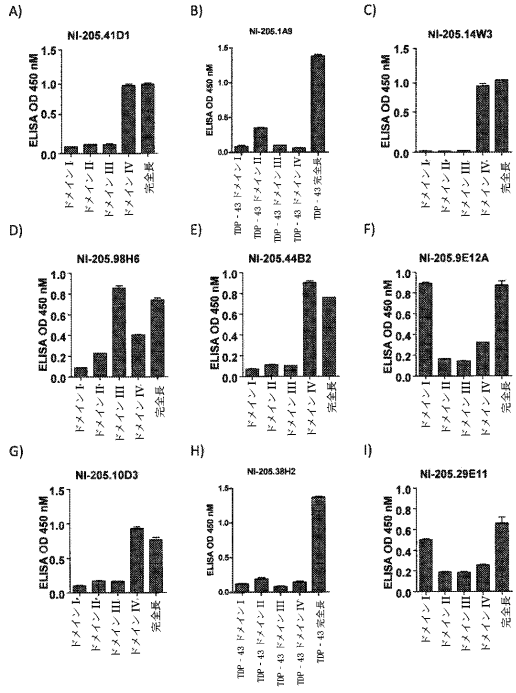 A)
NI-205.41D1
ELISA OD 450 nM
1.5
1.0
0.5
0.0
ドメイン I
ドメイン II
ドメイン III
ドメイン IV
完全長
B)
NI-205.1A9
ELISA OD 450 nM
1.5
1.0
0.5
0.0
TDP-43 ドメイン I
TDP-43 ドメイン II
TDP-43 ドメイン III
TDP-43 ドメイン IV
TDP-43 完全長
C)
NI-205.14W3
ELISA OD 450 nM
1.5
1.0
0.5
0.0
ドメイン I
ドメイン II
ドメイン III
ドメイン IV
完全長
D)
NI-205.98H6
ELISA OD 450 nM
1.0
0.8
0.6
0.4
0.2
0.0
ドメイン I
ドメイン II
ドメイン III
ドメイン IV
完全長
E)
NI-205.44B2
ELISA OD 450 nM
1.0
0.8
0.6
0.4
0.2
0.0
ドメイン I
ドメイン II
ドメイン III
ドメイン IV
完全長
F)
NI-205.9E12A
ELISA OD 450 nM
1.0
0.8
0.6
0.4
0.2
0.0
ドメイン I
ドメイン II
ドメイン III
ドメイン IV
完全長
G)
NI-205.10D3
ELISA OD 450 nM
1.5
1.0
0.5
0.0
ドメイン I
ドメイン II
ドメイン III
ドメイン IV
完全長
H)
NI-205.38H2
ELISA OD 450 nM
1.5
1.0
0.5
0.0
TDP-43 ドメイン I
TDP-43 ドメイン II
TDP-43 ドメイン III
TDP-43 ドメイン IV
TDP-43 完全長
I)
NI-205.29E11
ELISA OD 450 nM
1.0
0.8
0.6
0.4
0.2
0.0
ドメイン I
ドメイン II
ドメイン III
ドメイン IV
完全長